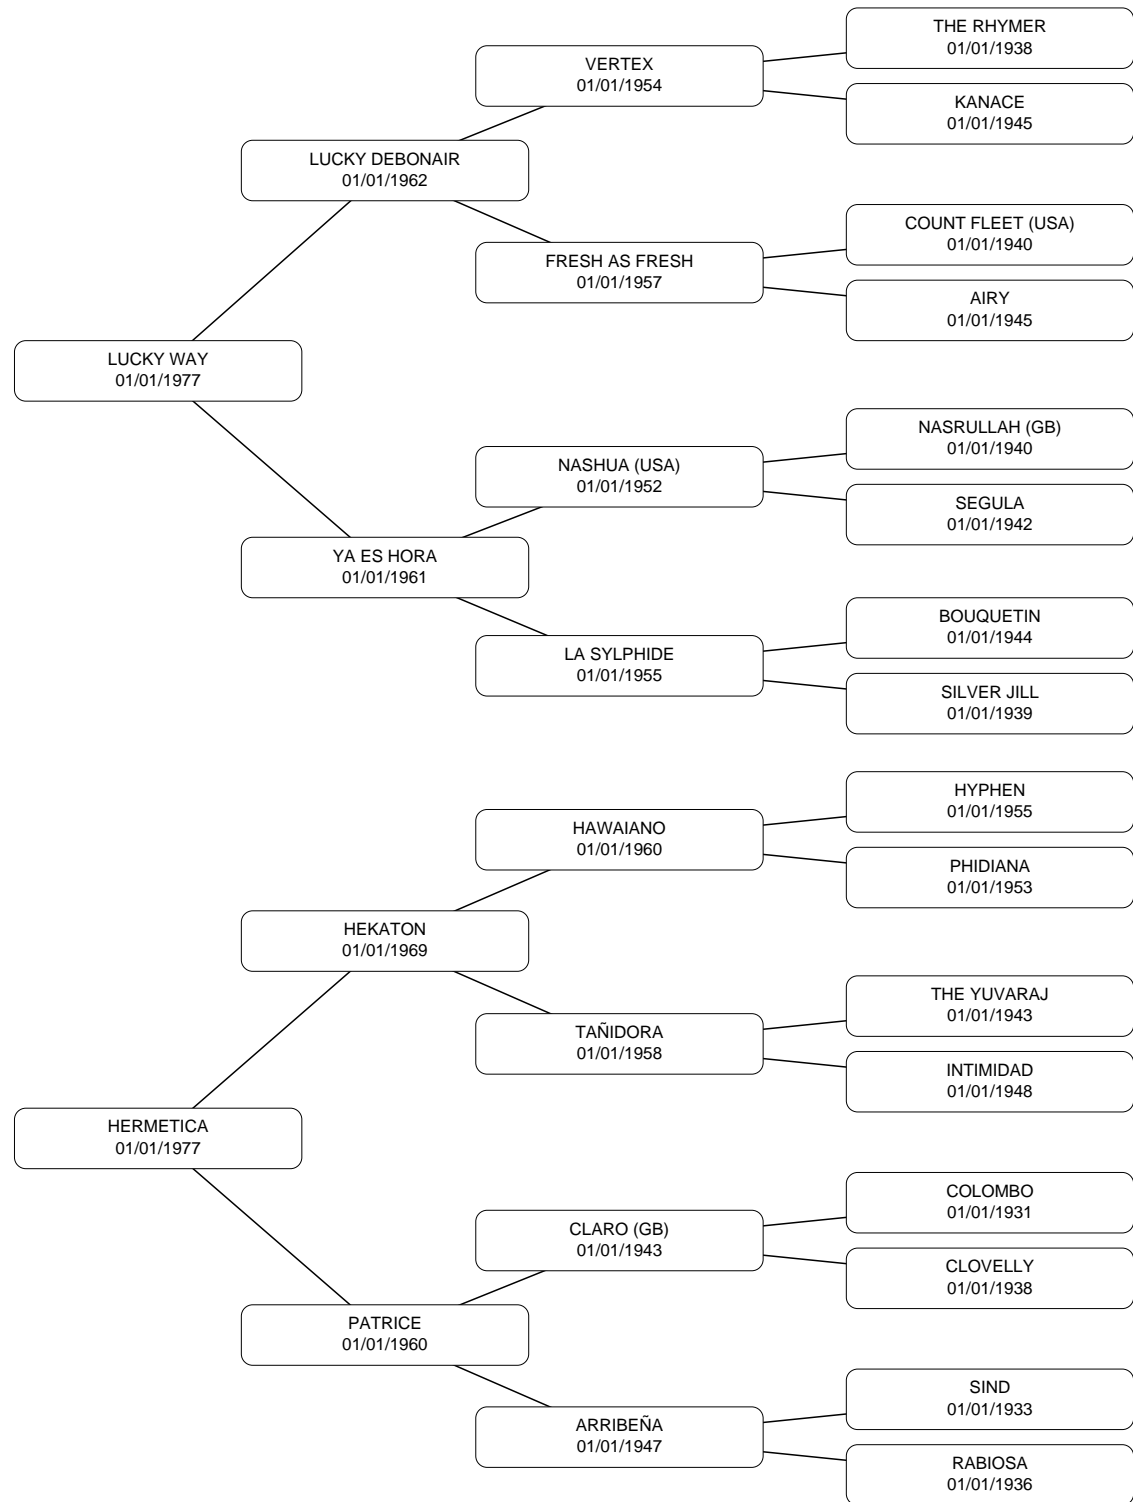 THE RHYMER
01/01/1938
VERTEX
01/01/1954
KANACE
01/01/1945
LUCKY DEBONAIR
01/01/1962
COUNT FLEET (USA)
01/01/1940
FRESH AS FRESH
01/01/1957
AIRY
01/01/1945
LUCKY WAY
01/01/1977
NASRULLAH (GB)
01/01/1940
NASHUA (USA)
01/01/1952
SEGULA
01/01/1942
YA ES HORA
01/01/1961
BOUQUETIN
01/01/1944
LA SYLPHIDE
01/01/1955
SILVER JILL
01/01/1939
HYPHEN
01/01/1955
HAWAIANO
01/01/1960
PHIDIANA
01/01/1953
HEKATON
01/01/1969
THE YUVARAJ
01/01/1943
TAÑIDORA
01/01/1958
INTIMIDAD
01/01/1948
HERMETICA
01/01/1977
COLOMBO
01/01/1931
CLARO (GB)
01/01/1943
CLOVELLY
01/01/1938
PATRICE
01/01/1960
SIND
01/01/1933
ARRIBEÑA
01/01/1947
RABIOSA
01/01/1936